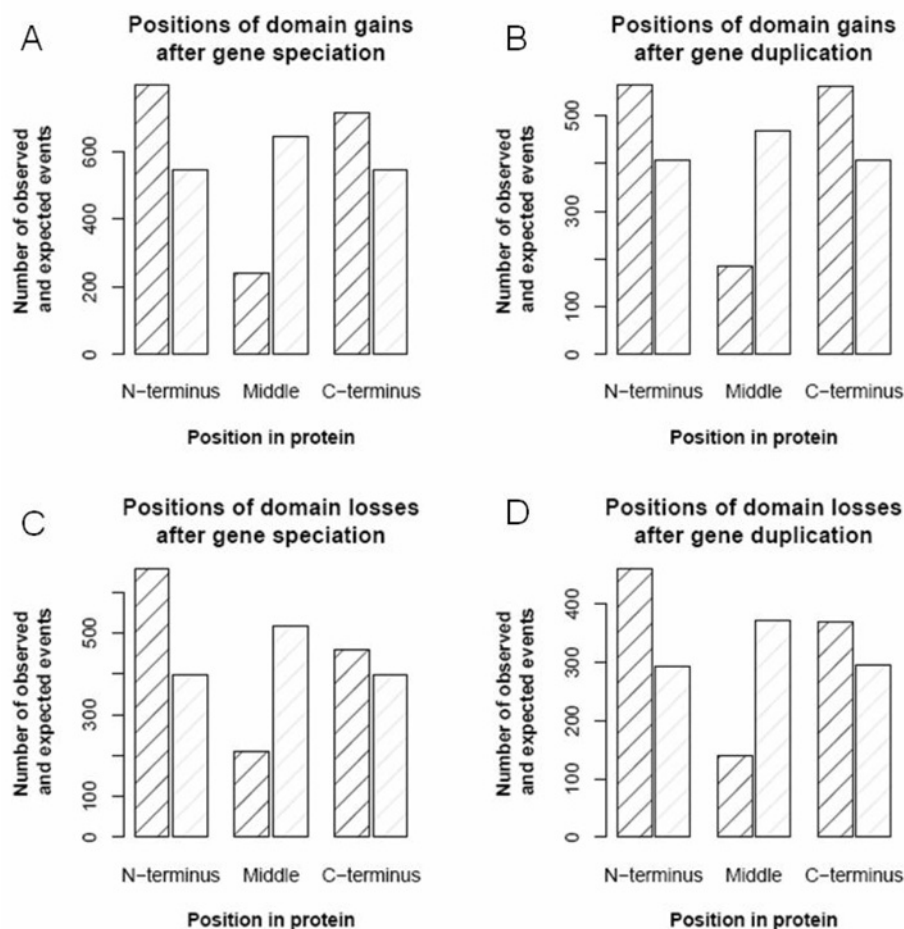 A
Positions of domain gains
after gene speciation
Number of observed
and expected events
0
200
400
600
N−terminus Middle C−terminus
Position in protein
B
Positions of domain gains
after gene duplication
Number of observed
and expected events
0
100
300
500
N−terminus Middle C−terminus
Position in protein
C
Positions of domain losses
after gene speciation
Number of observed
and expected events
0
100
300
500
N−terminus Middle C−terminus
Position in protein
D
Positions of domain losses
after gene duplication
Number of observed
and expected events
0
100
200
300
400
N−terminus Middle C−terminus
Position in protein